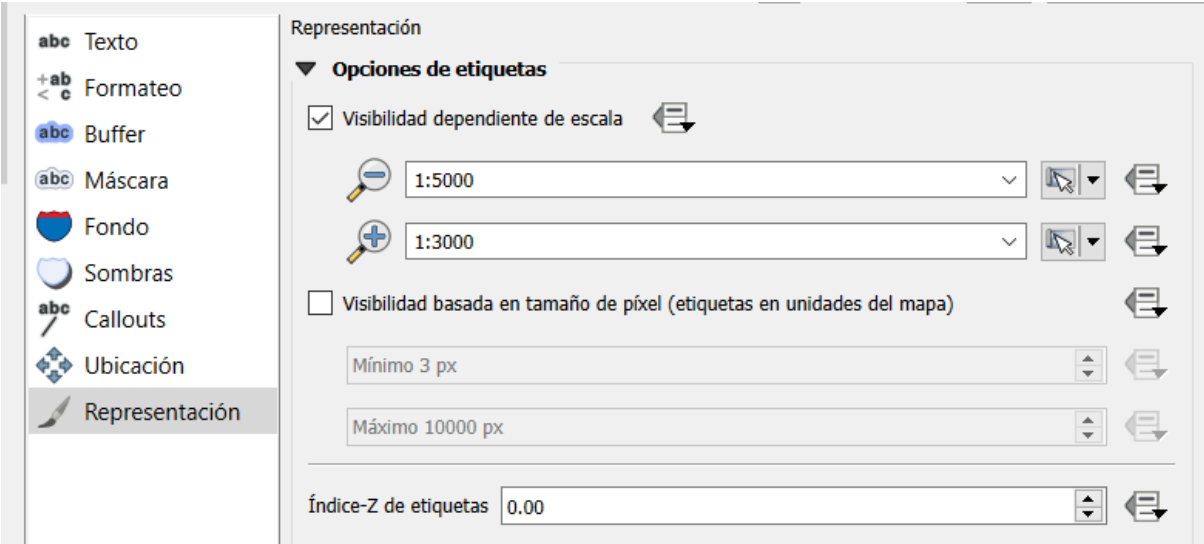 Representación
Opciones de etiquetas
abc Texto
+ab
< c Formateo
abc Buffer
abc Máscara
Fondo
Sombras
abc Callouts
Ubicación
Representación
Visibilidad dependiente de escala
1:5000
1:3000
Visibilidad basada en tamaño de píxel (etiquetas en unidades del mapa)
Mínimo 3 px
Máximo 10000 px
Índice-Z de etiquetas 0.00